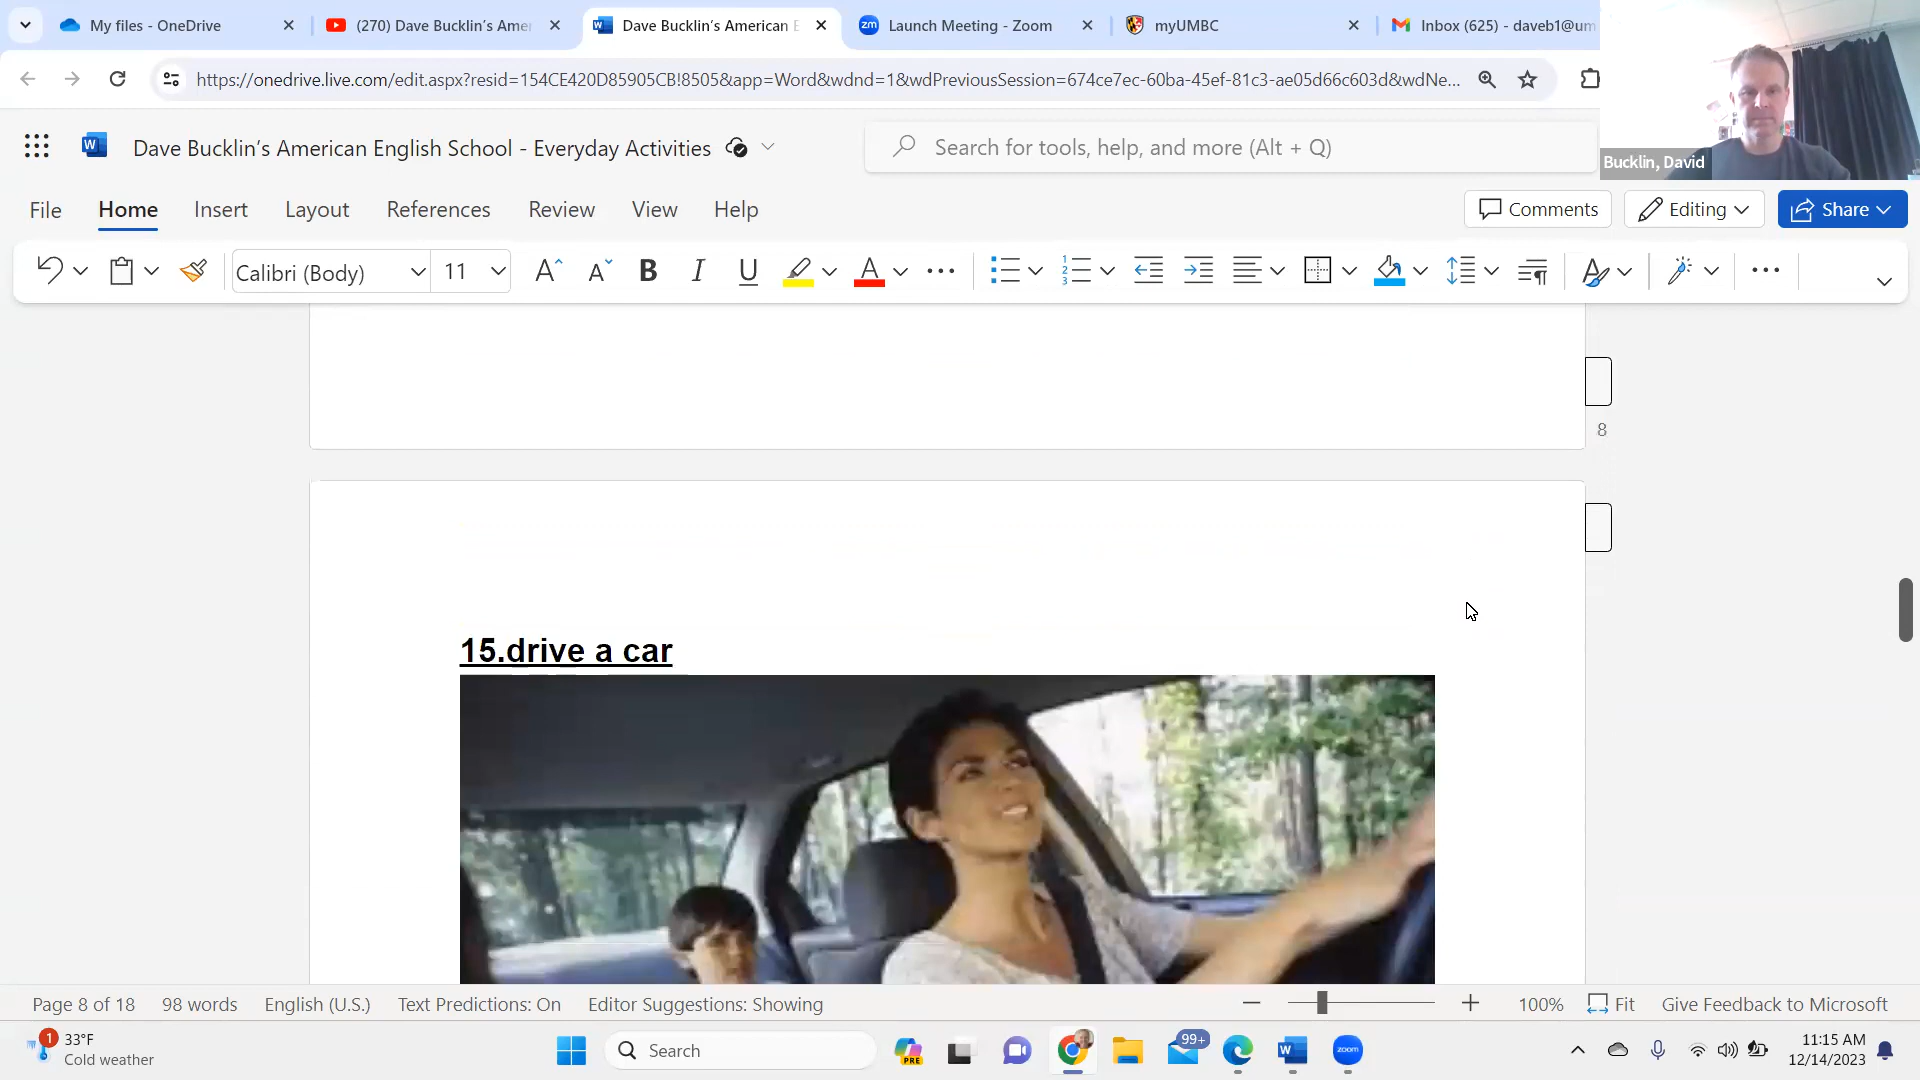 My files - OneDrive
(270) Dave Bucklin's Ame
Dave Bucklin's American E
zm Launch Meeting - Zoom
myUMBC
Inbox (625) - daveb1@um
https://onedrive.live.com/edit.aspx?resid=154CE420D85905CB!8505&app=Word&wdnd=1&wdPreviousSession=674ce7ec-60ba-45ef-81c3-ae05d66c603d&wdNe...
Dave Bucklin's American English School - Everyday Activities
Search for tools, help, and more (Alt + Q)
Bucklin, David
File Home Insert Layout References Review View Help
Comments Editing Share
Calibri (Body) 11
8
15.drive a car
Page 8 of 18 98 words English (U.S.) Text Predictions: On Editor Suggestions: Showing
100% Fit Give Feedback to Microsoft
1 33°F
Cold weather
Search
PRE
99+
zoom
11:15 AM
12/14/2023